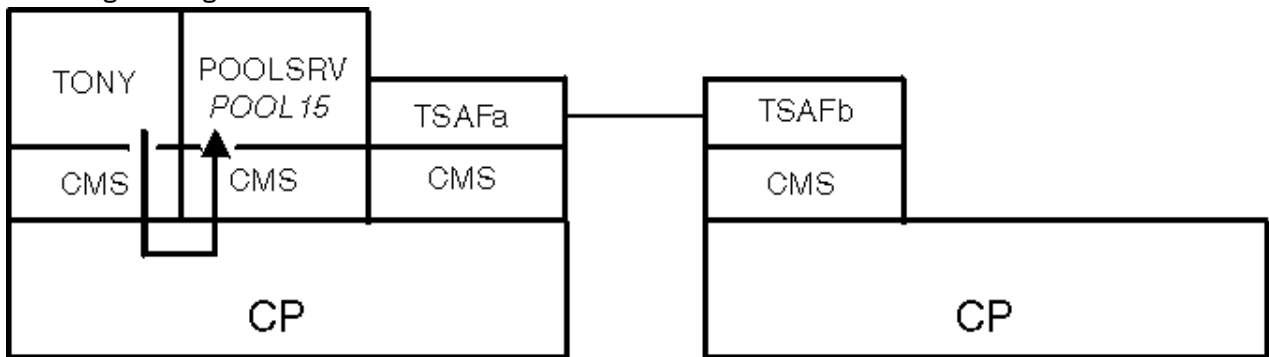 TONY
POOLSRV
POOL15
TSAFa
TSAFb
CMS
CMS
CMS
CMS
CP
CP